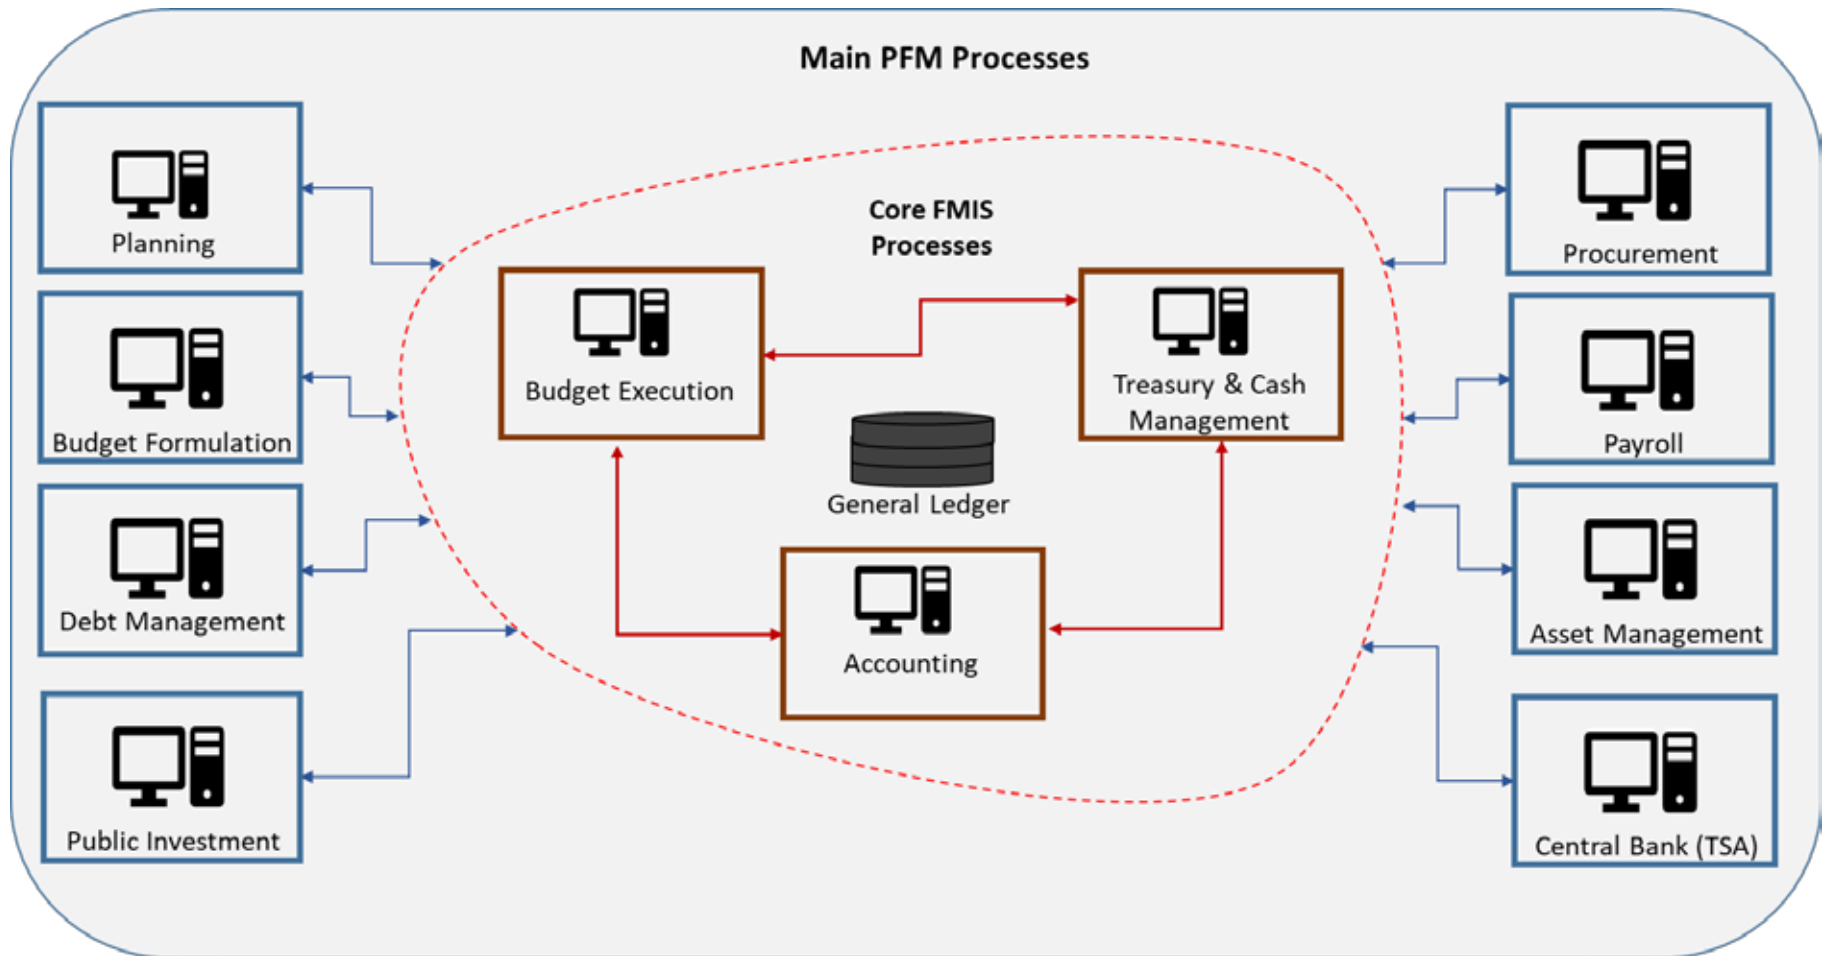 Main PFM Processes
Planning
Budget Formulation
Debt Management
Public Investment
Core FMIS
Processes
Budget Execution
Treasury & Cash
Management
General Ledger
Accounting
Procurement
Payroll
Asset Management
Central Bank (TSA)